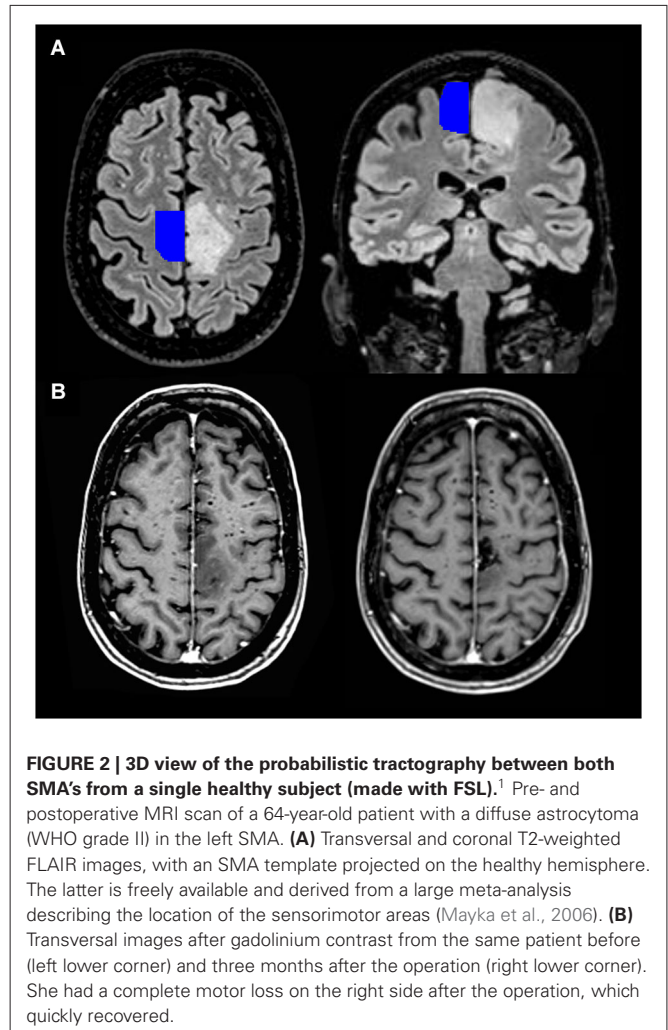 A
B
FIGURE 2 | 3D view of the probabilistic tractography between both
SMA's from a single healthy subject (made with FSL).1 Pre- and
postoperative MRI scan of a 64-year-old patient with a diffuse astrocytoma
(WHO grade II) in the left SMA. (A) Transversal and coronal T2-weighted
FLAIR images, with an SMA template projected on the healthy hemisphere.
The latter is freely available and derived from a large meta-analysis
describing the location of the sensorimotor areas (Mayka et al., 2006). (B)
Transversal images after gadolinium contrast from the same patient before
(left lower corner) and three months after the operation (right lower corner).
She had a complete motor loss on the right side after the operation, which
quickly recovered.